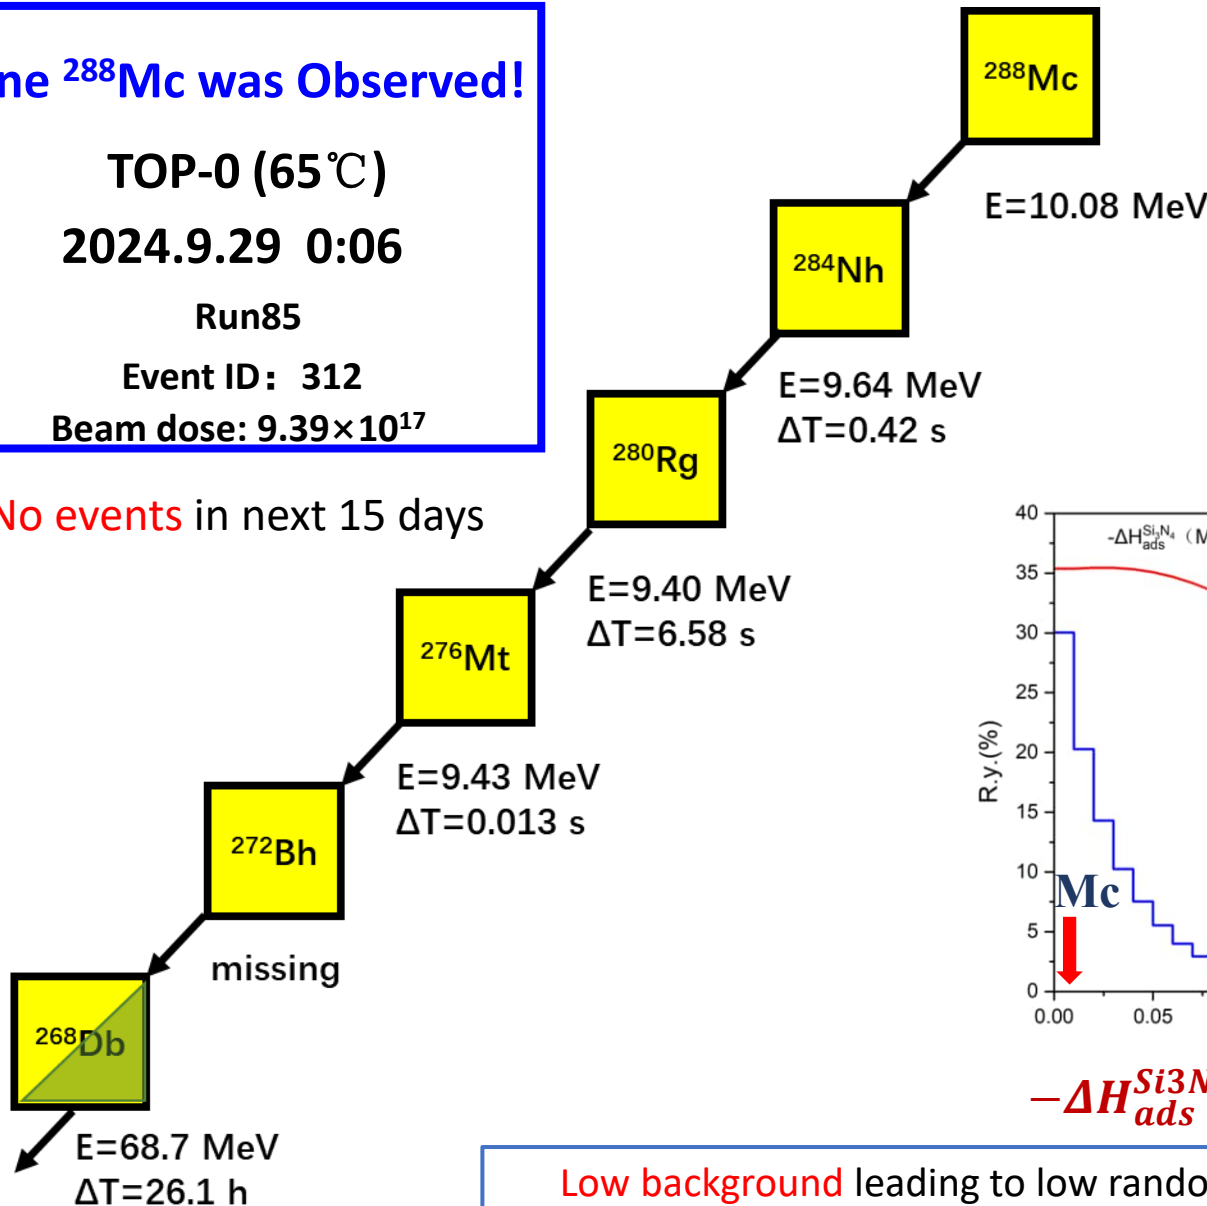 ne ²⁸⁸Mc was Observed!
TOP-0 (65℃)
2024.9.29 0:06
Run85
Event ID： 312
Beam dose: 9.39×10¹⁷
No events in next 15 days
²⁸⁸Mc
E=10.08 MeV
²⁸⁴Nh
E=9.64 MeV
ΔT=0.42 s
²⁸⁰Rg
E=9.40 MeV
ΔT=6.58 s
²⁷⁶Mt
E=9.43 MeV
ΔT=0.013 s
²⁷²Bh
missing
²⁶⁸Db
E=68.7 MeV
ΔT=26.1 h
-ΔH_ads^Si₃N₄ （M
R.y.(%)
40
35
30
25
20
15
10
5
0
Mc
0.00 0.05
−ΔH_ads^Si3N
Low background leading to low rando